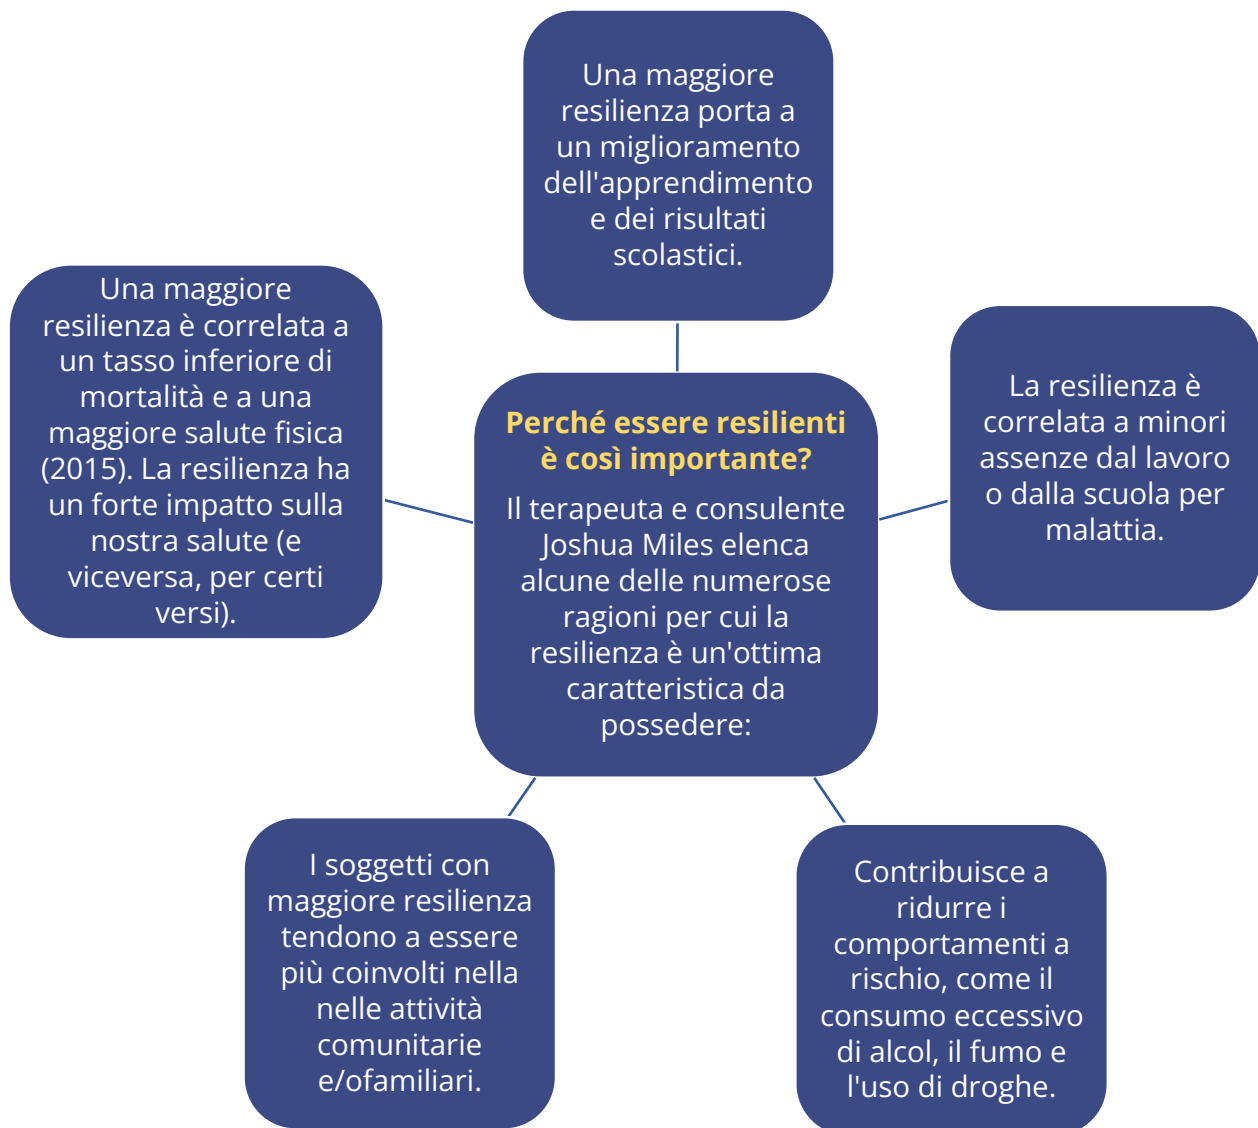 Una maggiore
resilienza porta a
un miglioramento
dell'apprendimento
e dei risultati
scolastici.
Una maggiore
resilienza è correlata a
un tasso inferiore di
mortalità e a una
maggiore salute fisica
(2015). La resilienza ha
un forte impatto sulla
nostra salute (e
viceversa, per certi
versi).
Perché essere resilienti
è così importante?
Il terapeuta e consulente
Joshua Miles elenca
alcune delle numerose
ragioni per cui la
resilienza è un'ottima
caratteristica da
possedere:
La resilienza è
correlata a minori
assenze dal lavoro
o dalla scuola per
malattia.
I soggetti con
maggiore resilienza
tendono a essere
più coinvolti nella
nelle attività
comunitarie
e/ofamiliari.
Contribuisce a
ridurre i
comportamenti a
rischio, come il
consumo eccessivo
di alcol, il fumo e
l'uso di droghe.